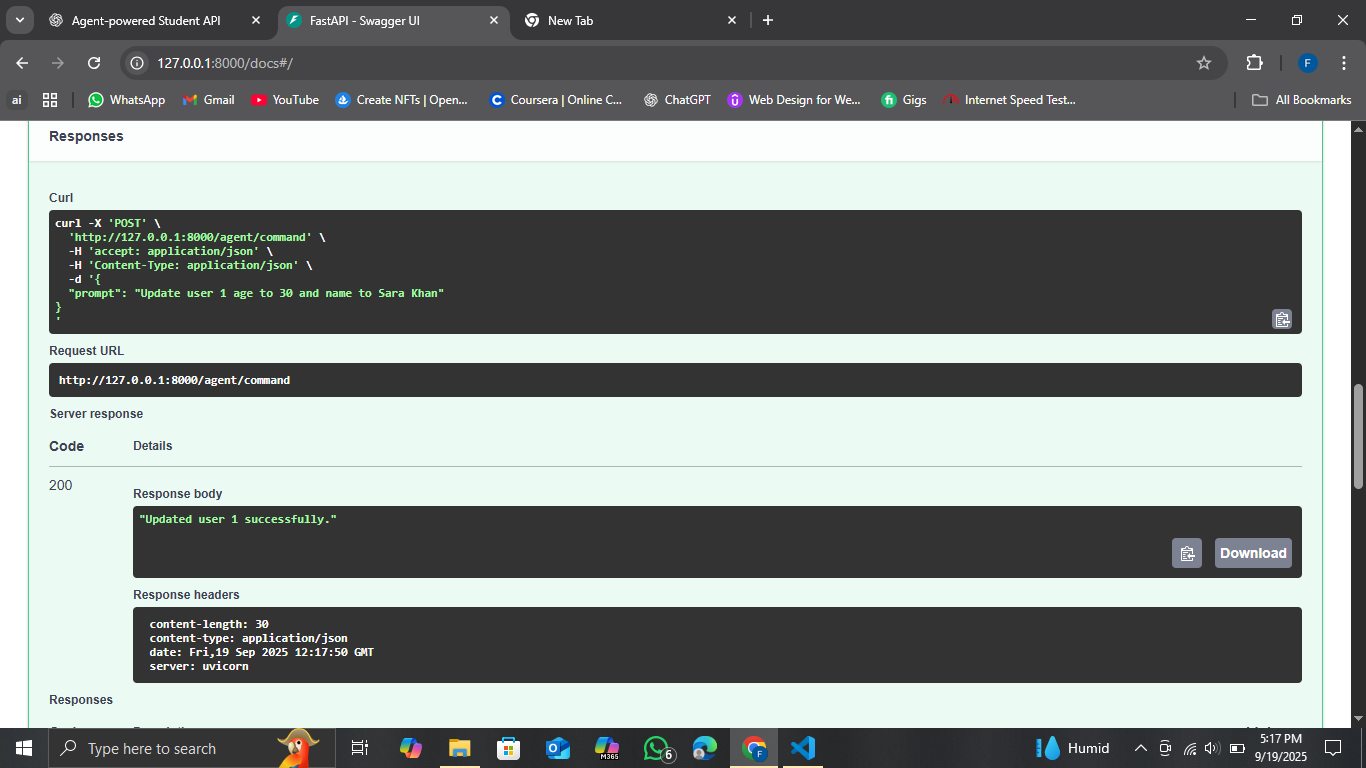 Agent-powered Student API
FastAPI - Swagger UI
New Tab
127.0.0.1:8000/docs#/
F
ai
WhatsApp
Gmail
YouTube
Create NFTs | Open...
Coursera | Online C...
ChatGPT
Web Design for We...
Gigs
Internet Speed Test...
All Bookmarks
Responses
Curl
curl -X 'POST' \
'http://127.0.0.1:8000/agent/command' \
-H 'accept: application/json' \
-H 'Content-Type: application/json' \
-d '{
"prompt": "Update user 1 age to 30 and name to Sara Khan"
}
'
Request URL
http://127.0.0.1:8000/agent/command
Server response
Code
Details
200
Response body
"Updated user 1 successfully."
Download
Response headers
content-length: 30
content-type: application/json
date: Fri,19 Sep 2025 12:17:50 GMT
server: uvicorn
Responses
Type here to search
M365
6
F
Humid
5:17 PM
9/19/2025